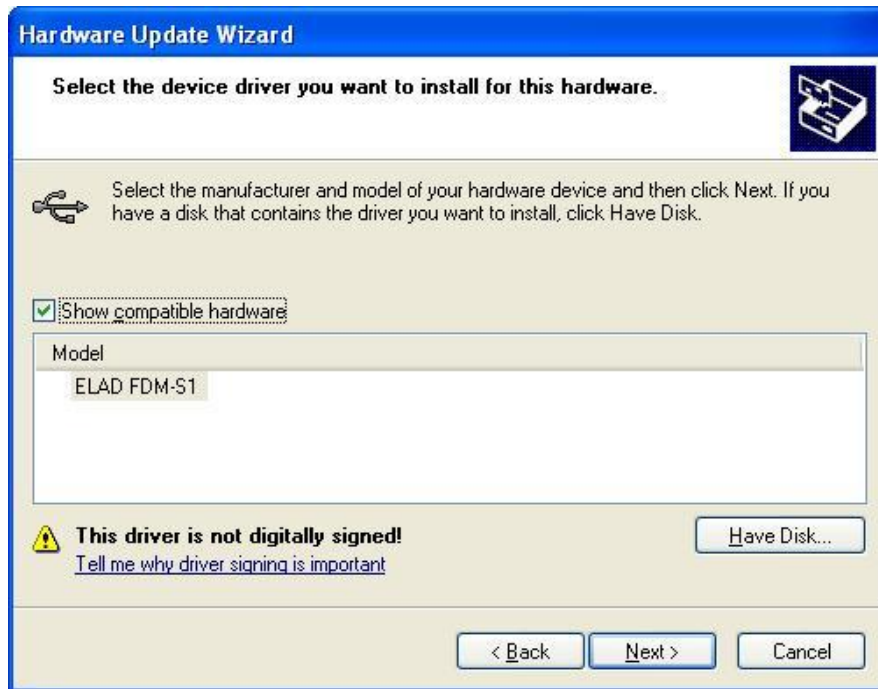 Hardware Update Wizard
Select the device driver you want to install for this hardware.
Select the manufacturer and model of your hardware device and then click Next. If you
have a disk that contains the driver you want to install, click Have Disk.
Show compatible hardware
Model
ELAD FDM-S1
This driver is not digitally signed!
Have Disk...
Tell me why driver signing is important
< Back
Next >
Cancel